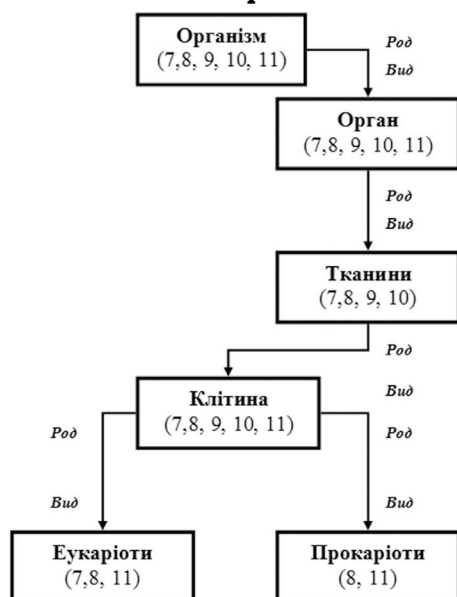 Організм
(7,8, 9, 10, 11)
Род
Вид
Орган
(7,8, 9, 10, 11)
Род
Вид
Тканини
(7,8, 9, 10)
Род
Клітина
(7,8, 9, 10, 11)
Вид
Род
Род
Вид
Вид
Еукаріоти
(7,8, 11)
Прокаріоти
(8, 11)